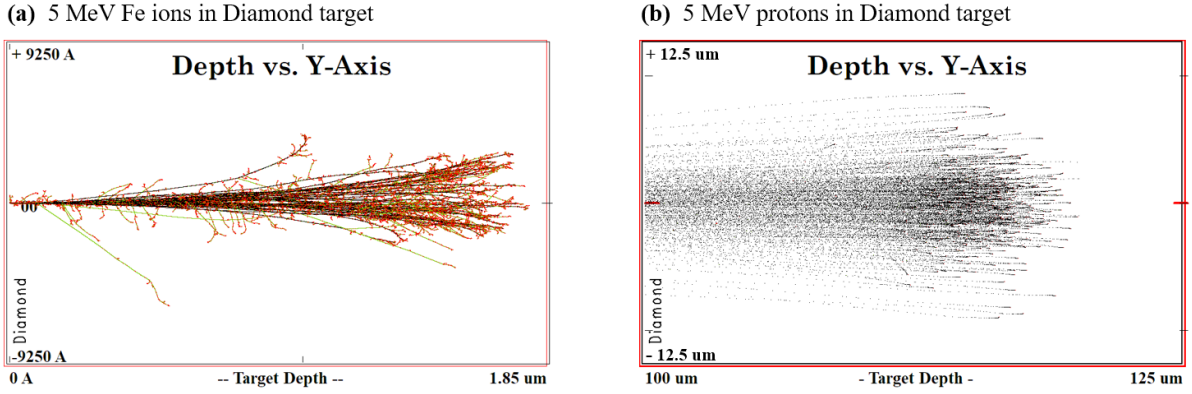 (a) 5 MeV Fe ions in Diamond target
+ 9250 A
Depth vs. Y-Axis
00
Diamond
-9250 A
0 A -- Target Depth -- 1.85 um
(b) 5 MeV protons in Diamond target
+ 12.5 um
Depth vs. Y-Axis
Diamond
- 12.5 um
100 um - Target Depth - 125 um